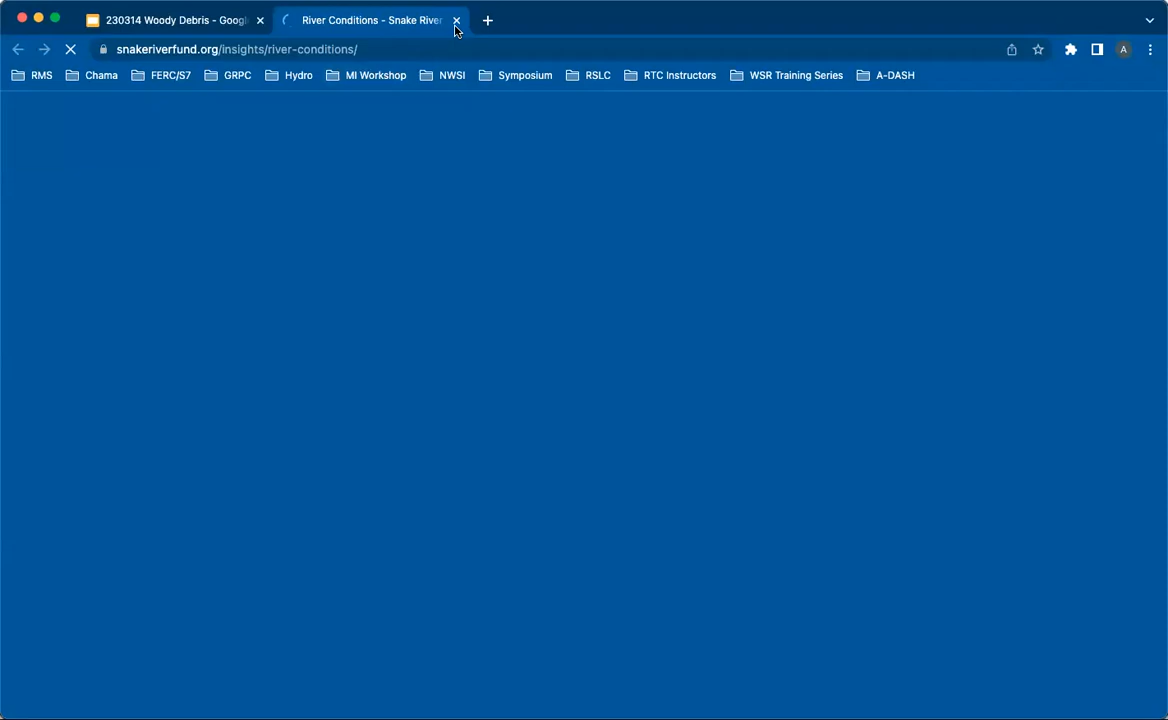 230314 Woody Debris - Googl
River Conditions - Snake River
snakeriverfund.org/insights/river-conditions/
A
RMS
Chama
FERC/S7
GRPC
Hydro
MI Workshop
NWSI
Symposium
RSLC
RTC Instructors
WSR Training Series
A-DASH